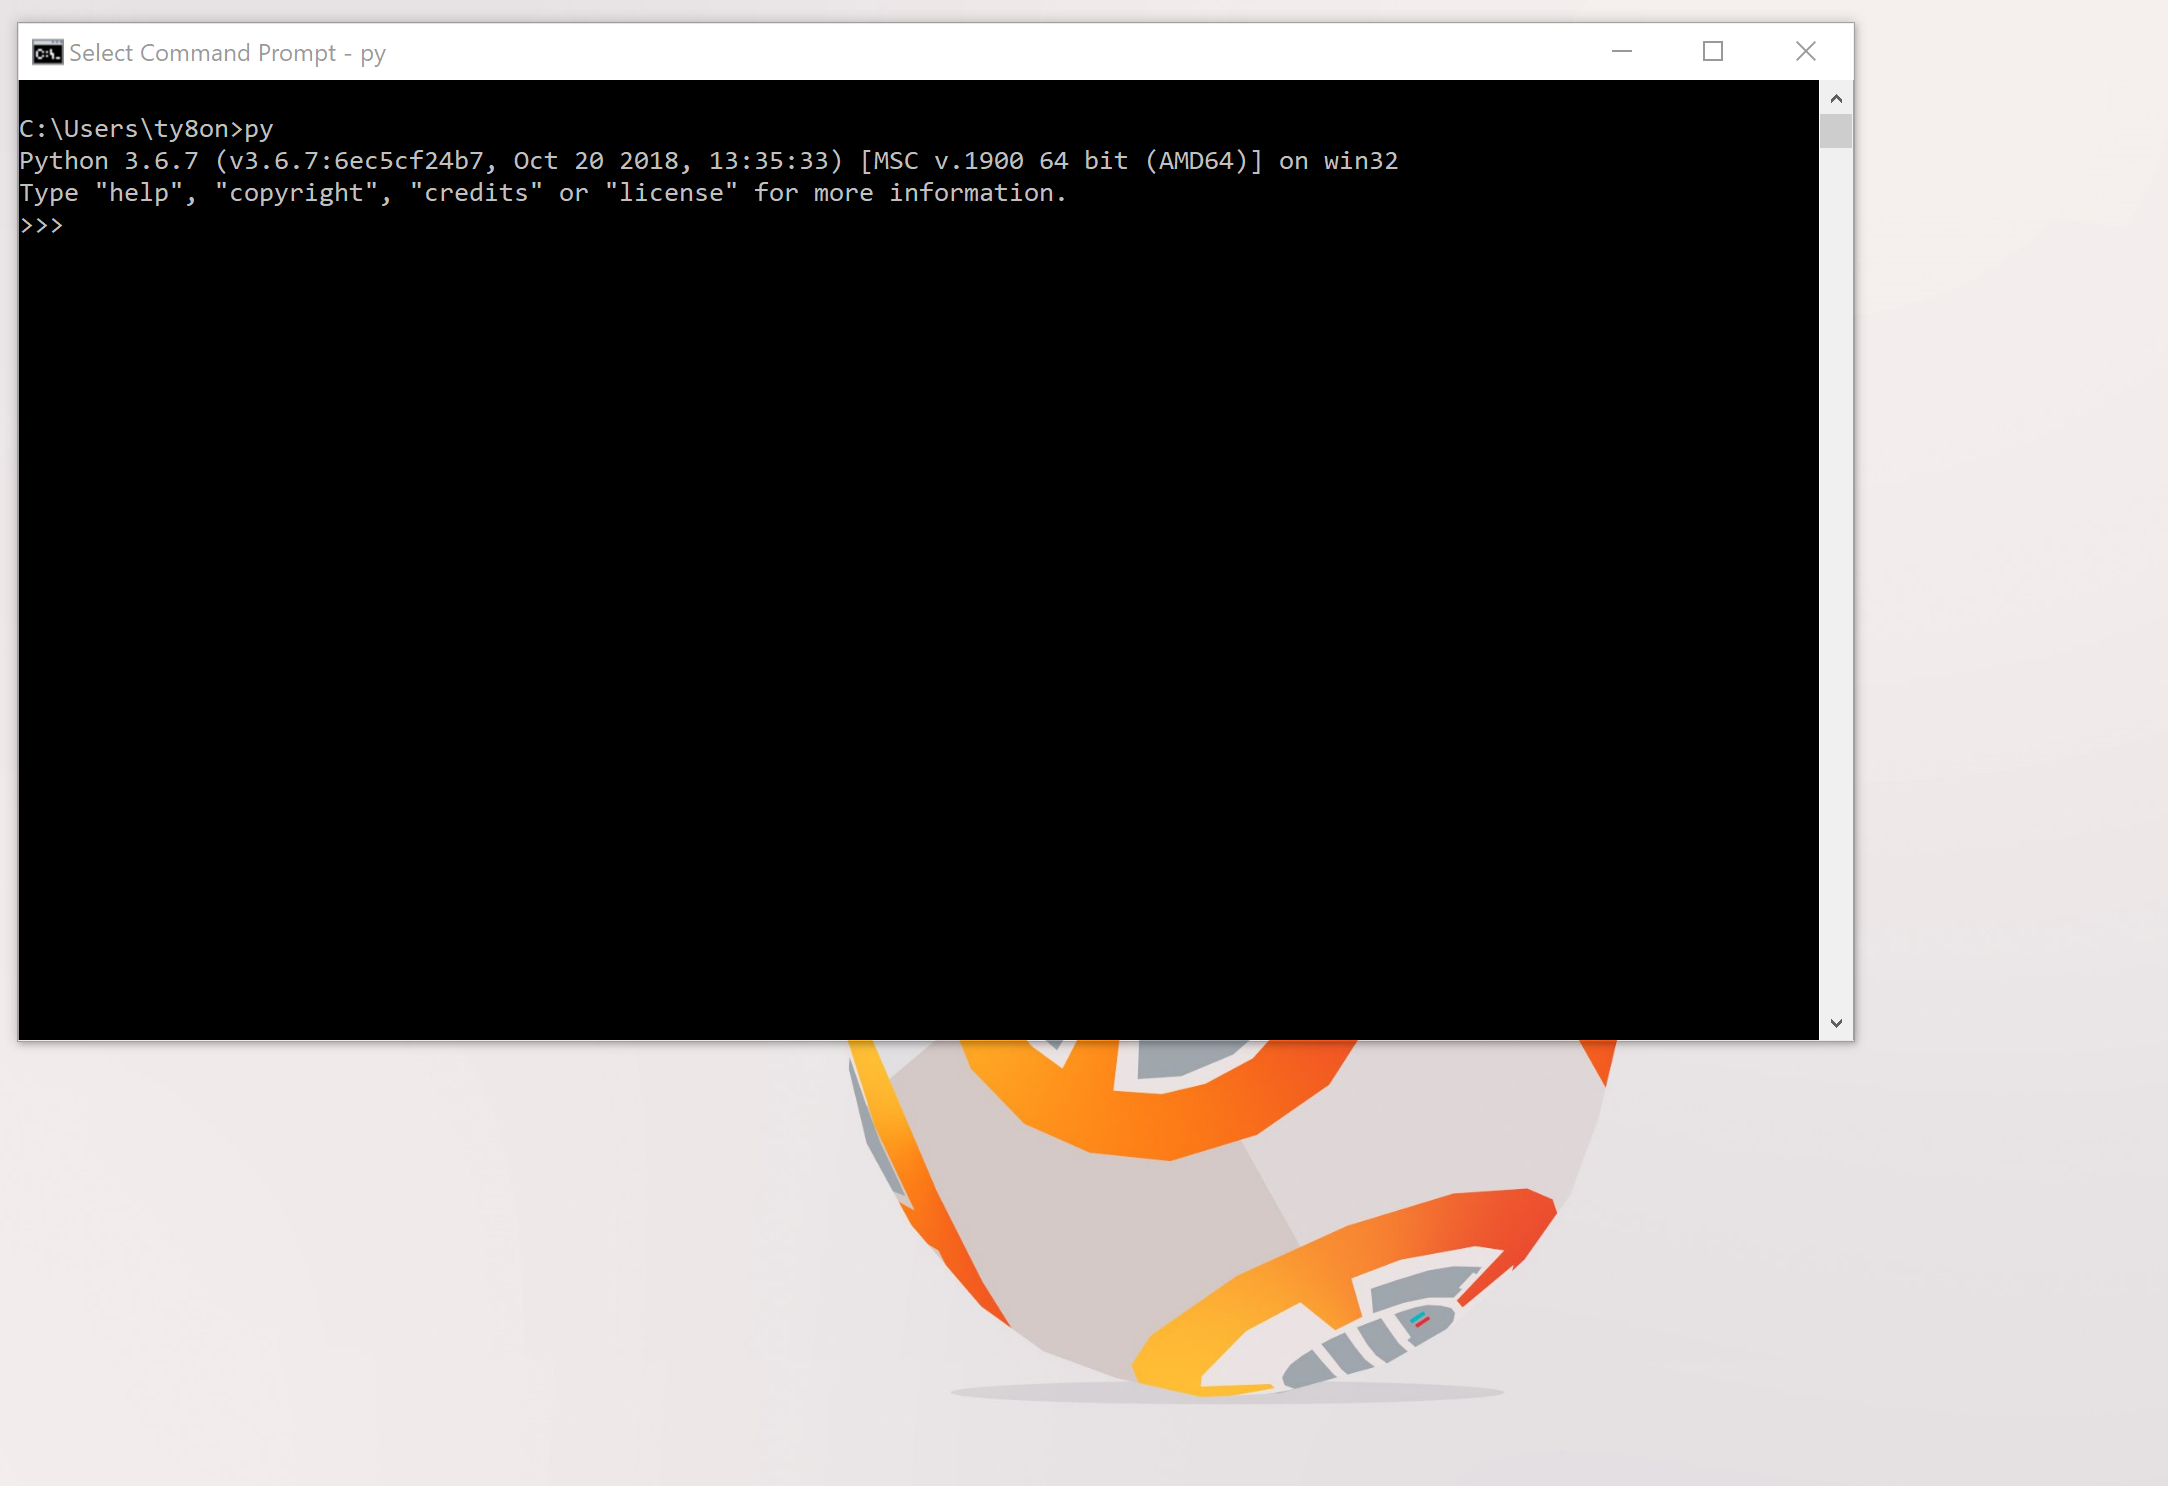 Select Command Prompt - py
C:\Users\ty8on>py
Python 3.6.7 (v3.6.7:6ec5cf24b7, Oct 20 2018, 13:35:33) [MSC v.1900 64 bit (AMD64)] on win32
Type "help", "copyright", "credits" or "license" for more information.
>>>